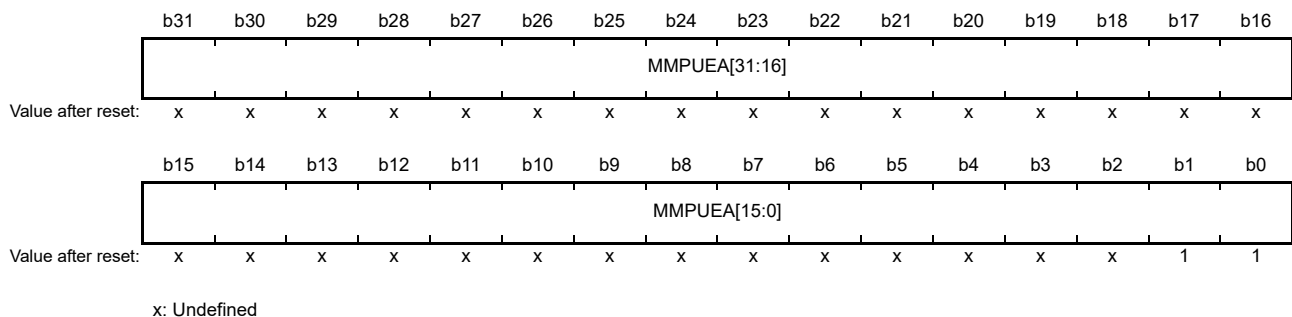 b31 b30 b29 b28 b27 b26 b25 b24 b23 b22 b21 b20 b19 b18 b17 b16
MMPUEA[31:16]
Value after reset: x x x x x x x x x x x x x x x x
b15 b14 b13 b12 b11 b10 b9 b8 b7 b6 b5 b4 b3 b2 b1 b0
MMPUEA[15:0]
Value after reset: x x x x x x x x x x x x x x 1 1
x: Undefined